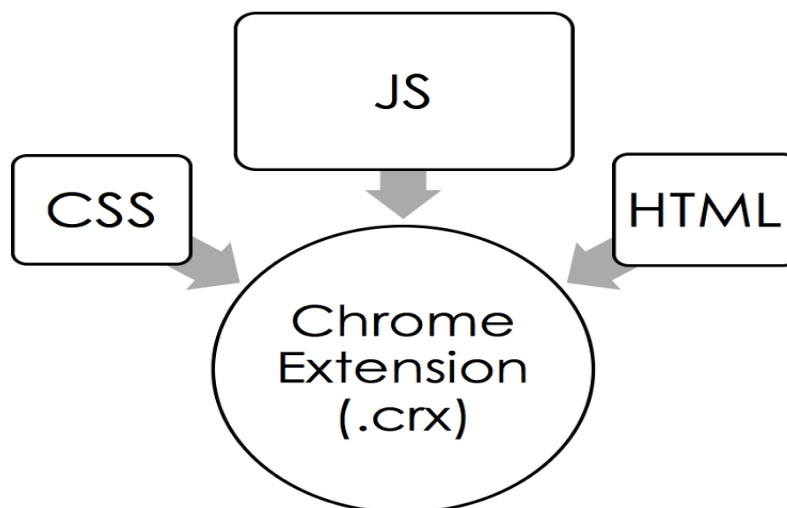 JS
CSS
HTML
Chrome
Extension
(.crx)